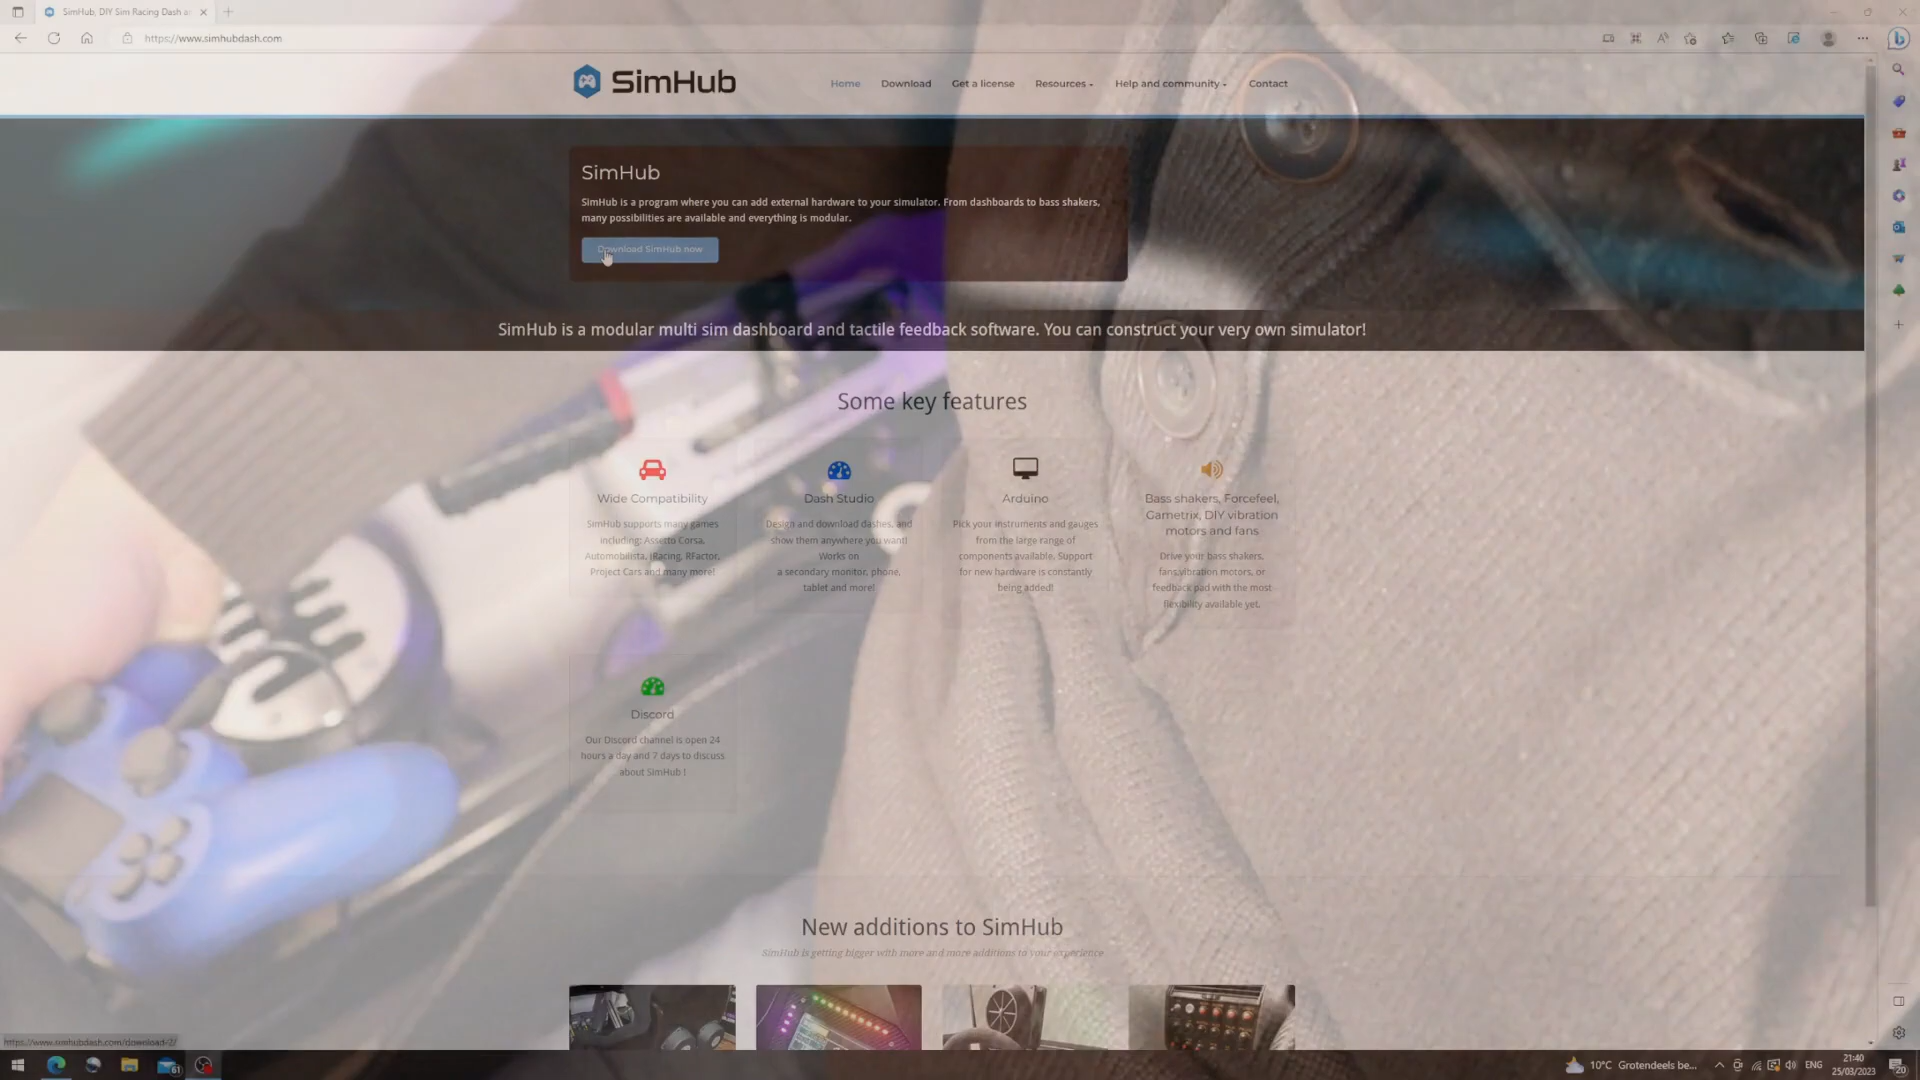 SimHub, DIY Sim Racing Dash a
https://www.simhubdash.com
SimHub
Home
Download
Get a license
Resources
Help and community
Contact
SimHub
SimHub is a program where you can add external hardware to your simulator. From dashboards to bass shakers,
many possibilities are available and everything is modular.
Download SimHub now
SimHub is a modular multi sim dashboard and tactile feedback software. You can construct your very own simulator!
Some key features
Wide Compatibility
SimHub supports many games
including: Assetto Corsa,
Automobilista, iRacing, RFactor,
Project Cars and many more!
Dash Studio
Design and download dashes, and
show them anywhere you want!
Works on
a secondary monitor, phone,
tablet and more!
Arduino
Pick your instruments and gauges
from the large range of
components available. Support
for new hardware is constantly
being added!
Bass shakers, Forcefeel,
Gametrix, DIY vibration
motors and fans
Drive your bass shakers,
fans,vibration motors, or
feedback pad with the most
flexibility available yet.
Discord
Our Discord channel is open 24
hours a day and 7 days to discuss
about SimHub !
New additions to SimHub
SimHub is getting bigger with more and more additions to your experience
https://www.simhubdash.com/download-2/
61
10°C Grotendeels be...
ENG
21:40
25/03/2023
20